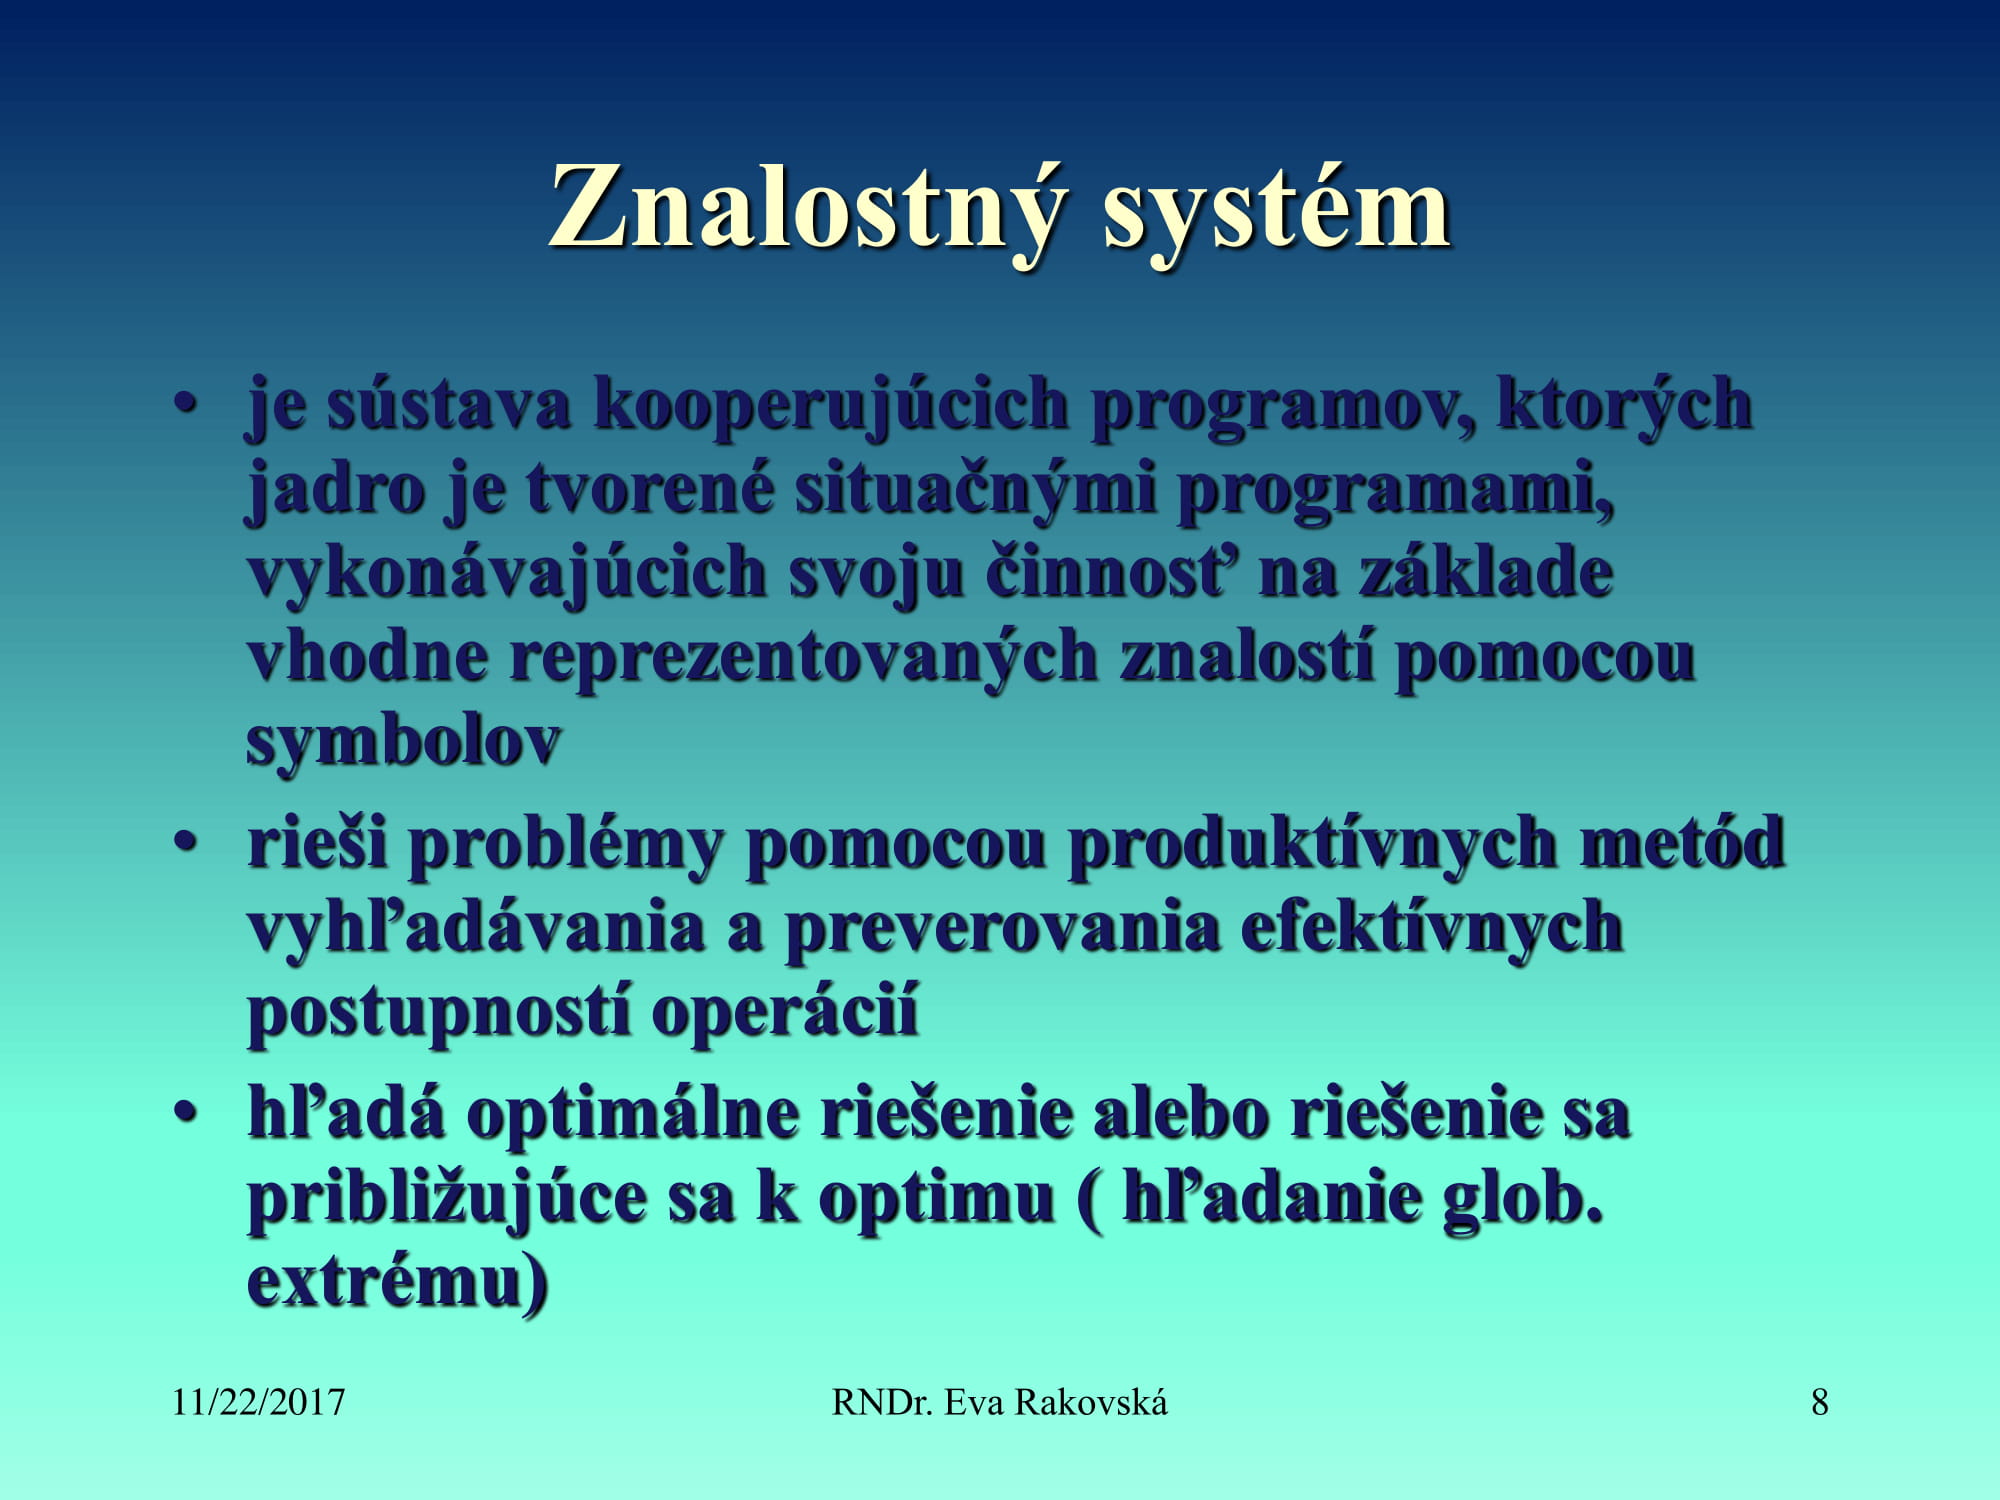 Znalostný systém
• je sústava kooperujúcich programov, ktorých
jadro je tvorené situačnými programami,
vykonávajúcich svoju činnosť na základe
vhodne reprezentovaných znalostí pomocou
symbolov
• rieši problémy pomocou produktívnych metód
vyhľadávania a preverovania efektívnych
postupností operácií
• hľadá optimálne riešenie alebo riešenie sa
približujúce sa k optimu ( hľadanie glob.
extrému)
11/22/2017 RNDr. Eva Rakovská 8